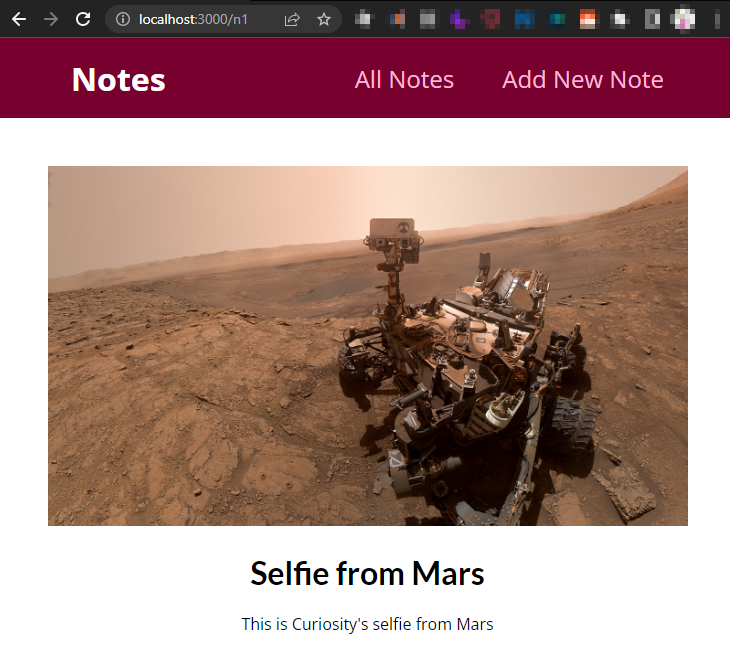 localhost:3000/n1
Notes
All Notes
Add New Note
Selfie from Mars
This is Curiosity's selfie from Mars